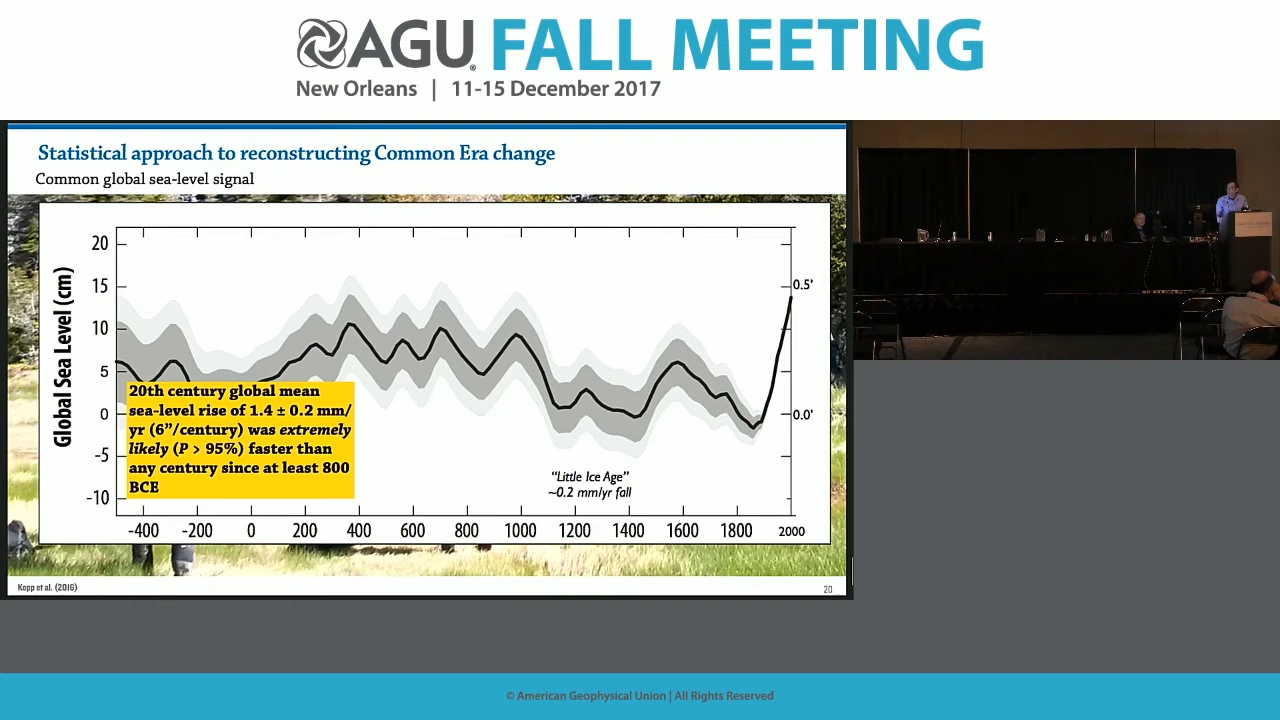 AGU FALL MEETING
New Orleans | 11-15 December 2017
Statistical approach to reconstructing Common Era change
Common global sea-level signal
Global Sea Level (cm)
20
15
10
5
0
-5
-10
0.5'
0.0'
20th century global mean
sea-level rise of 1.4 ± 0.2 mm/
yr (6”/century) was extremely
likely (P > 95%) faster than
any century since at least 800
BCE
“Little Ice Age”
~0.2 mm/yr fall
-400 -200 0 200 400 600 800 1000 1200 1400 1600 1800 2000
Kopp et al. (2016)
20
© American Geophysical Union | All Rights Reserved